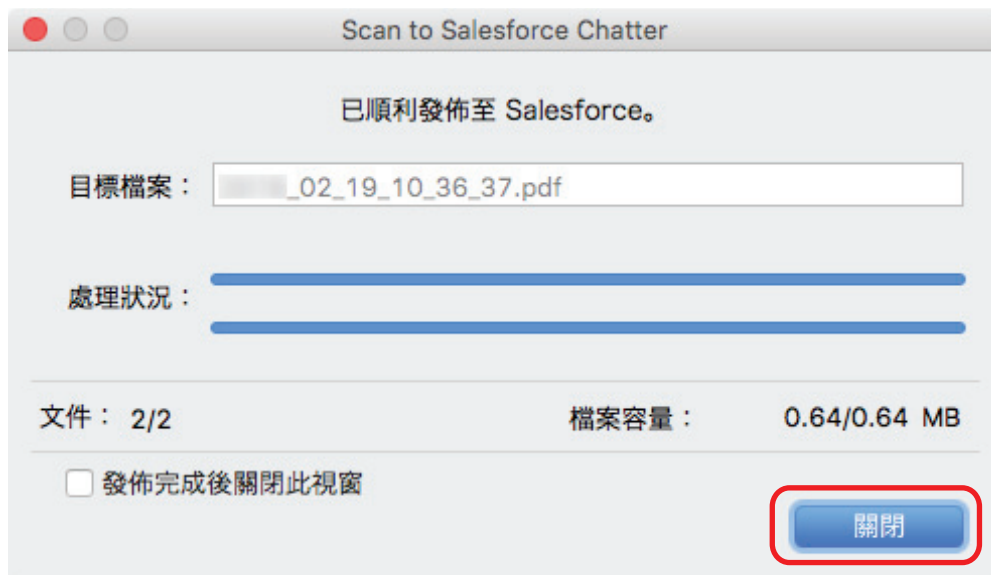 Scan to Salesforce Chatter
已順利發佈至 Salesforce。
目標檔案： _02_19_10_36_37.pdf
處理狀況：
文件： 2/2 檔案容量： 0.64/0.64 MB
發佈完成後關閉此視窗
關閉